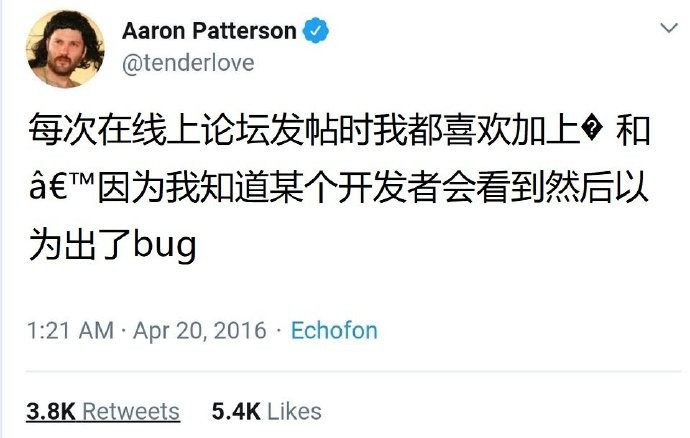 Aaron Patterson
@tenderlove
每次在线上论坛发帖时我都喜欢加上� 和
â€™因为我知道某个开发者会看到然后以
为出了bug
1:21 AM · Apr 20, 2016 · Echofon
3.8K Retweets 5.4K Likes